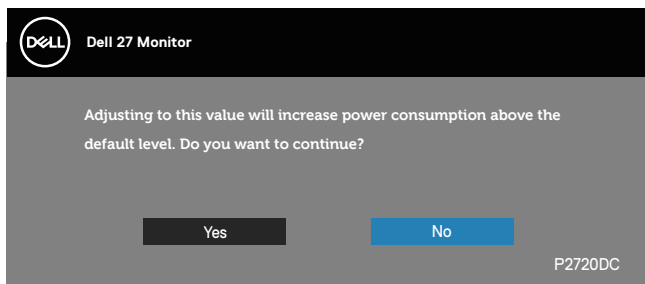 DELL
Dell 27 Monitor
Adjusting to this value will increase power consumption above the
default level. Do you want to continue?
Yes
No
P2720DC